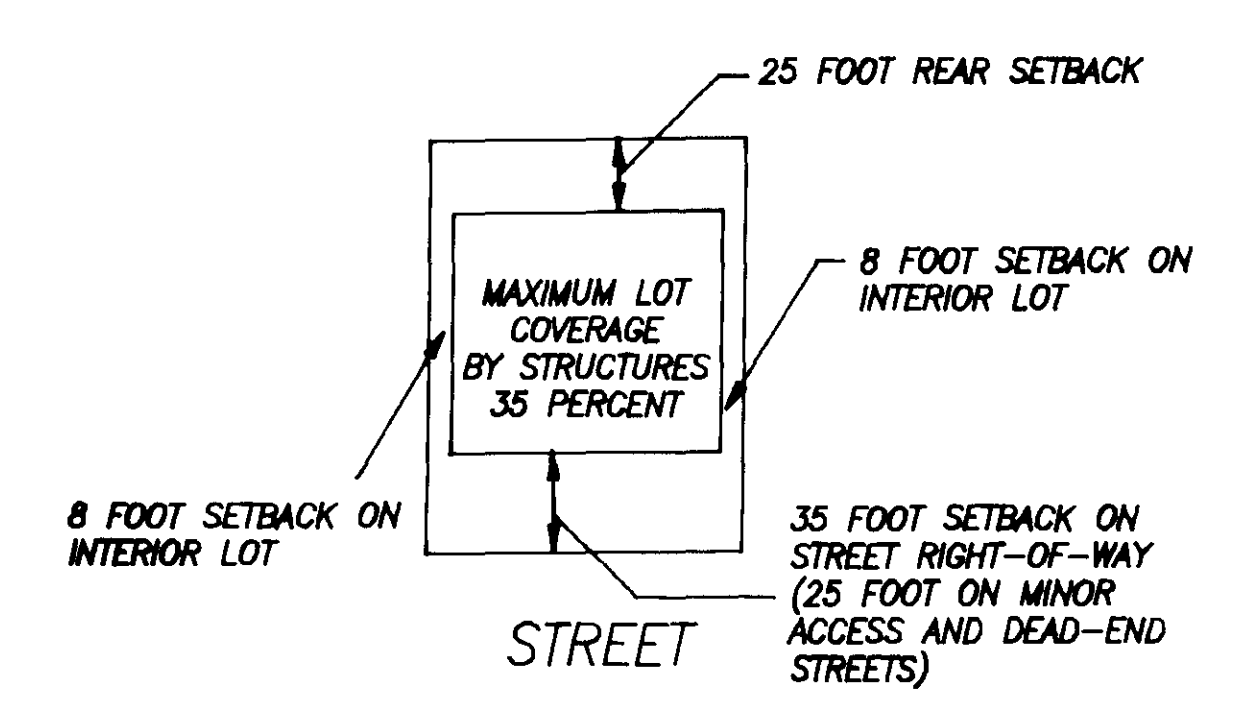 25 FOOT REAR SETBACK
8 FOOT SETBACK ON
INTERIOR LOT
MAXIMUM LOT
COVERAGE
BY STRUCTURES
35 PERCENT
8 FOOT SETBACK ON
INTERIOR LOT
35 FOOT SETBACK ON
STREET RIGHT-OF-WAY
(25 FOOT ON MINOR
ACCESS AND DEAD-END
STREETS)
STREET